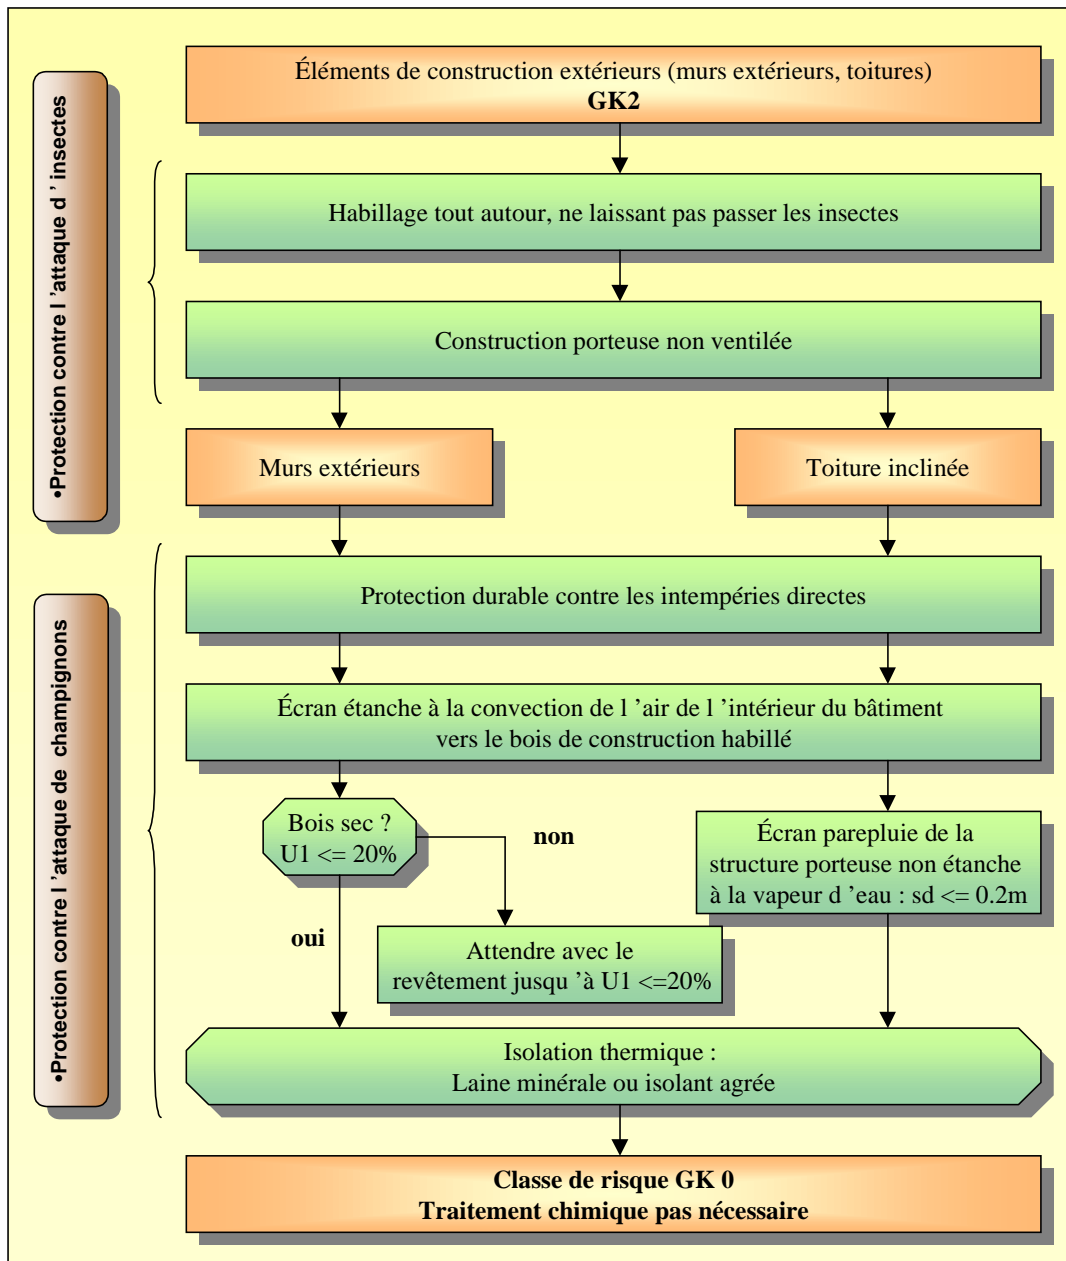 •Protection contre l ’attaque d ’ insectes
Éléments de construction extérieurs (murs extérieurs, toitures)
GK2
Habillage tout autour, ne laissant pas passer les insectes
Construction porteuse non ventilée
Murs extérieurs
Toiture inclinée
•Protection contre l ’attaque de champignons
Protection durable contre les intempéries directes
Écran étanche à la convection de l ’air de l ’intérieur du bâtiment
vers le bois de construction habillé
Bois sec ?
U1 <= 20%
non
oui
Attendre avec le
revêtement jusqu ’à U1 <=20%
Écran parepluie de la
structure porteuse non étanche
à la vapeur d ’eau : sd <= 0.2m
Isolation thermique :
Laine minérale ou isolant agrée
Classe de risque GK 0
Traitement chimique pas nécessaire